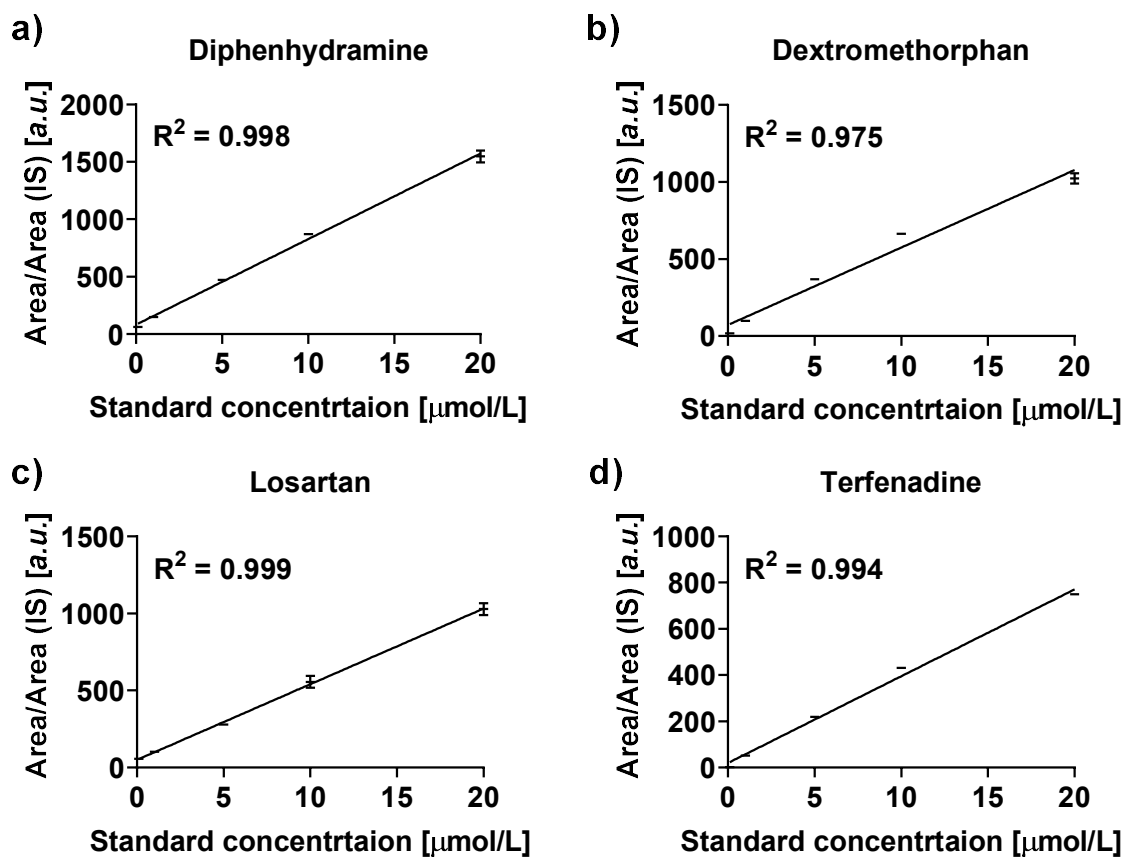 a)
Diphenhydramine
Area/Area (IS) [a.u.]
2000
1500
1000
500
0
R² = 0.998
0 5 10 15 20
Standard concentrtaion [μmol/L]
b)
Dextromethorphan
Area/Area (IS) [a.u.]
1500
1000
500
0
R² = 0.975
0 5 10 15 20
Standard concentrtaion [μmol/L]
c)
Losartan
Area/Area (IS) [a.u.]
1500
1000
500
0
R² = 0.999
0 5 10 15 20
Standard concentrtaion [μmol/L]
d)
Terfenadine
Area/Area (IS) [a.u.]
1000
800
600
400
200
0
R² = 0.994
0 5 10 15 20
Standard concentrtaion [μmol/L]